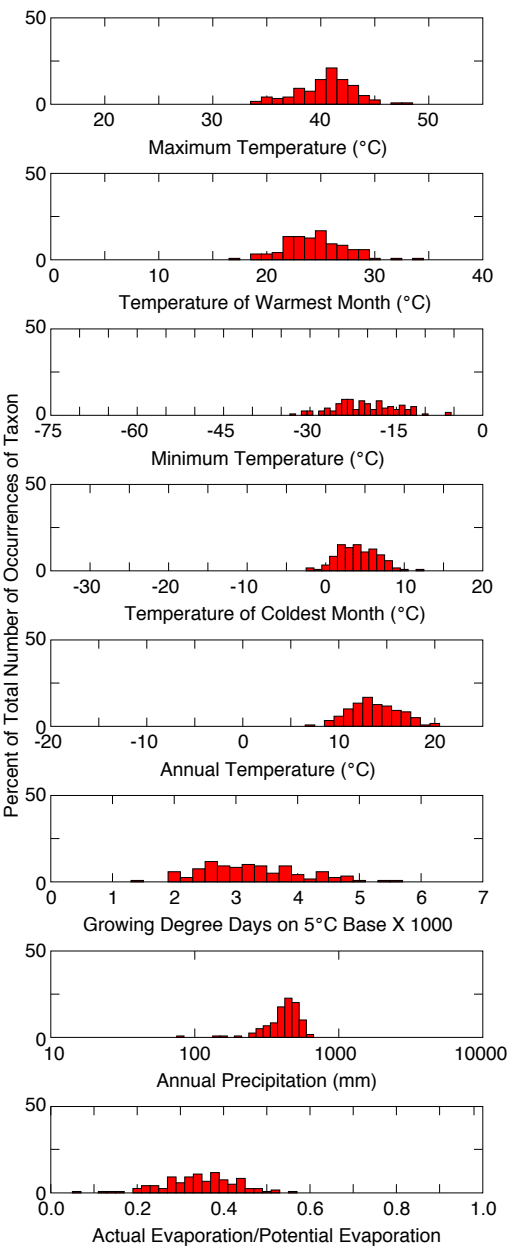 Percent of Total Number of Occurrences of Taxon
50
0
20 30 40 50
Maximum Temperature (°C)
50
0
0 10 20 30 40
Temperature of Warmest Month (°C)
50
0
-75 -60 -45 -30 -15 0
Minimum Temperature (°C)
50
0
-30 -20 -10 0 10 20
Temperature of Coldest Month (°C)
50
0
-20 -10 0 10 20
Annual Temperature (°C)
50
0
0 1 2 3 4 5 6 7
Growing Degree Days on 5°C Base X 1000
50
0
10 100 1000 10000
Annual Precipitation (mm)
50
0
0.0 0.2 0.4 0.6 0.8 1.0
Actual Evaporation/Potential Evaporation